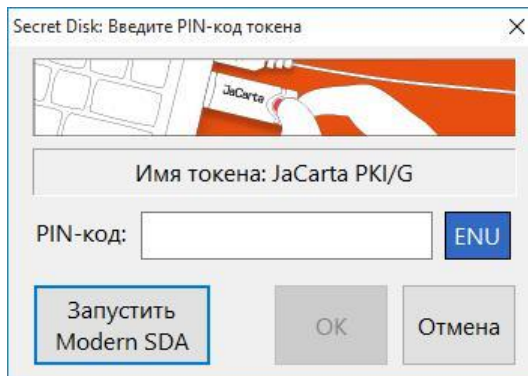 Secret Disk: Введите PIN-код токена
JaCarta
Имя токена: JaCarta PKI/G
PIN-код:
ENU
Запустить
Modern SDA
OK
Отмена